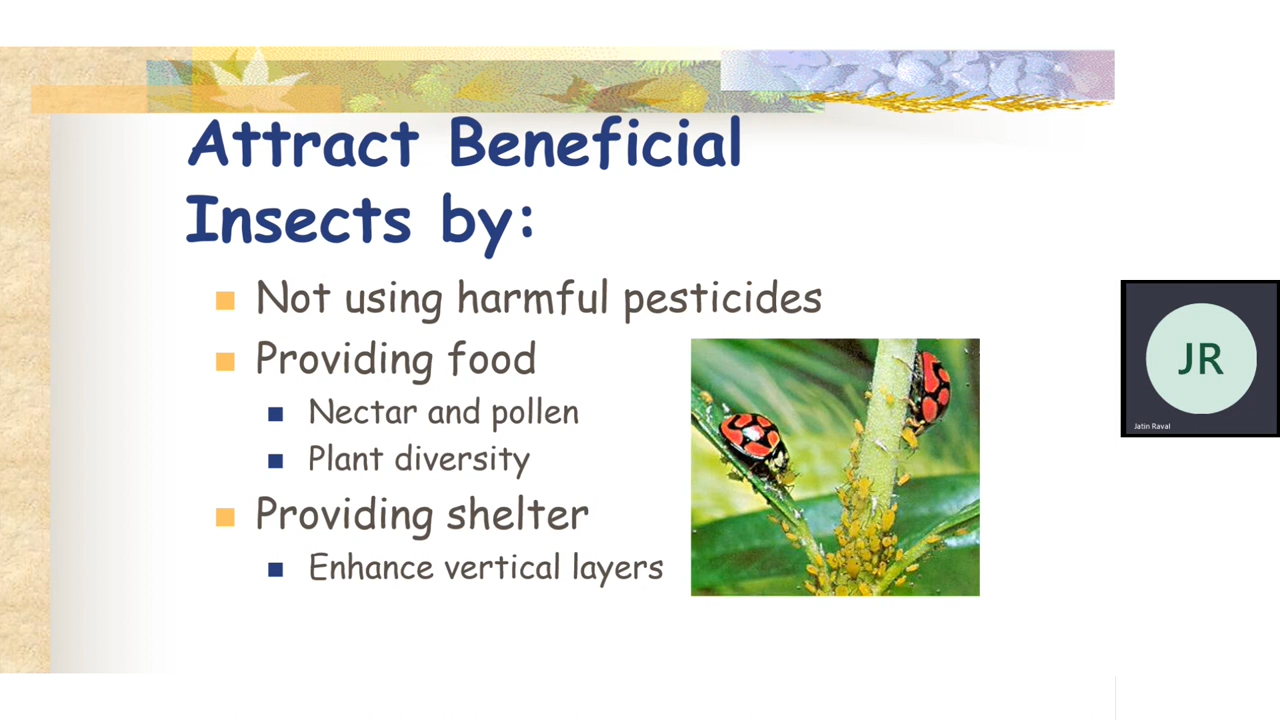 Attract Beneficial
Insects by:
Not using harmful pesticides
Providing food
Nectar and pollen
Plant diversity
Providing shelter
Enhance vertical layers
JR
Jatin Raval